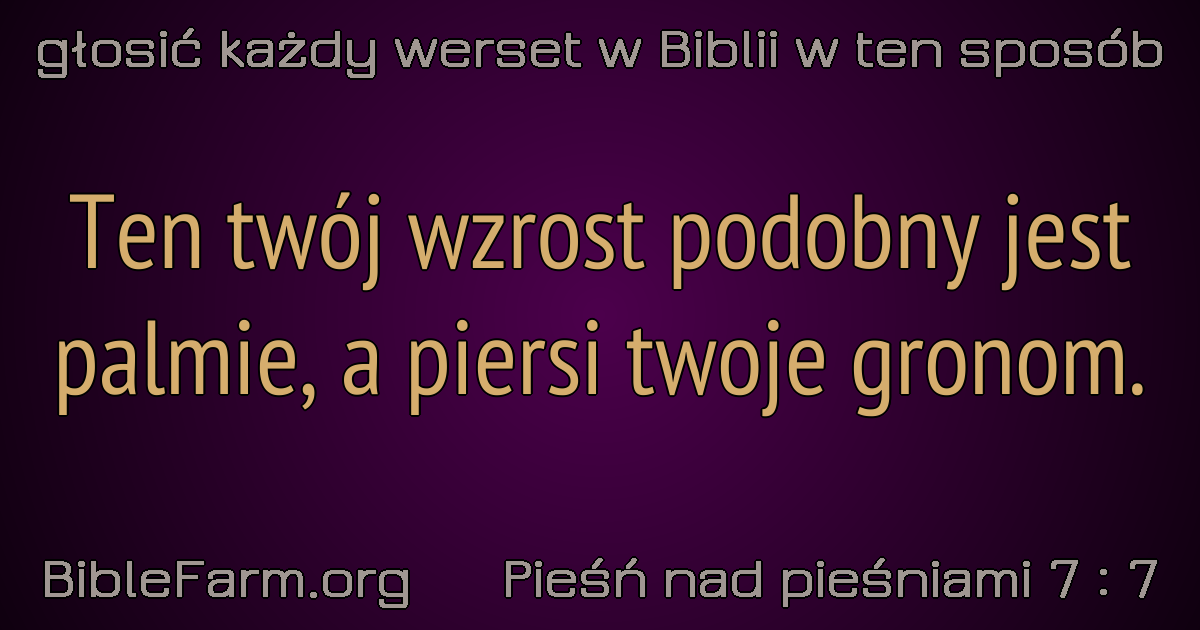 głosić każdy werset w Biblii w ten sposób
Ten twój wzrost podobny jest
palmie, a piersi twoje gronom.
BibleFarm.org Pieśń nad pieśniami 7 : 7